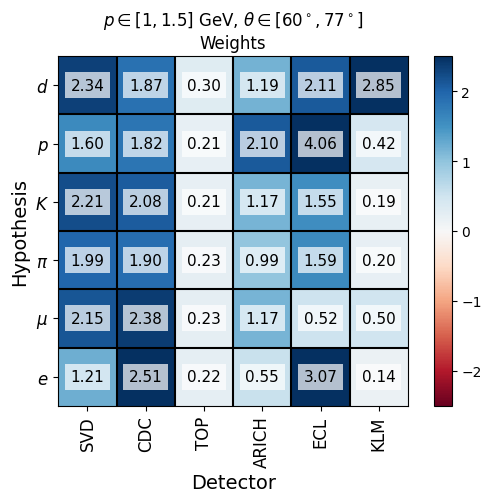 p ∈ [1, 1.5] GeV, θ ∈ [60°, 77°]
Weights
Hypothesis
d 2.34 1.87 0.30 1.19 2.11 2.85
p 1.60 1.82 0.21 2.10 4.06 0.42
K 2.21 2.08 0.21 1.17 1.55 0.19
π 1.99 1.90 0.23 0.99 1.59 0.20
μ 2.15 2.38 0.23 1.17 0.52 0.50
e 1.21 2.51 0.22 0.55 3.07 0.14
SVD CDC TOP ARICH ECL KLM
Detector
2
1
0
−1
−2